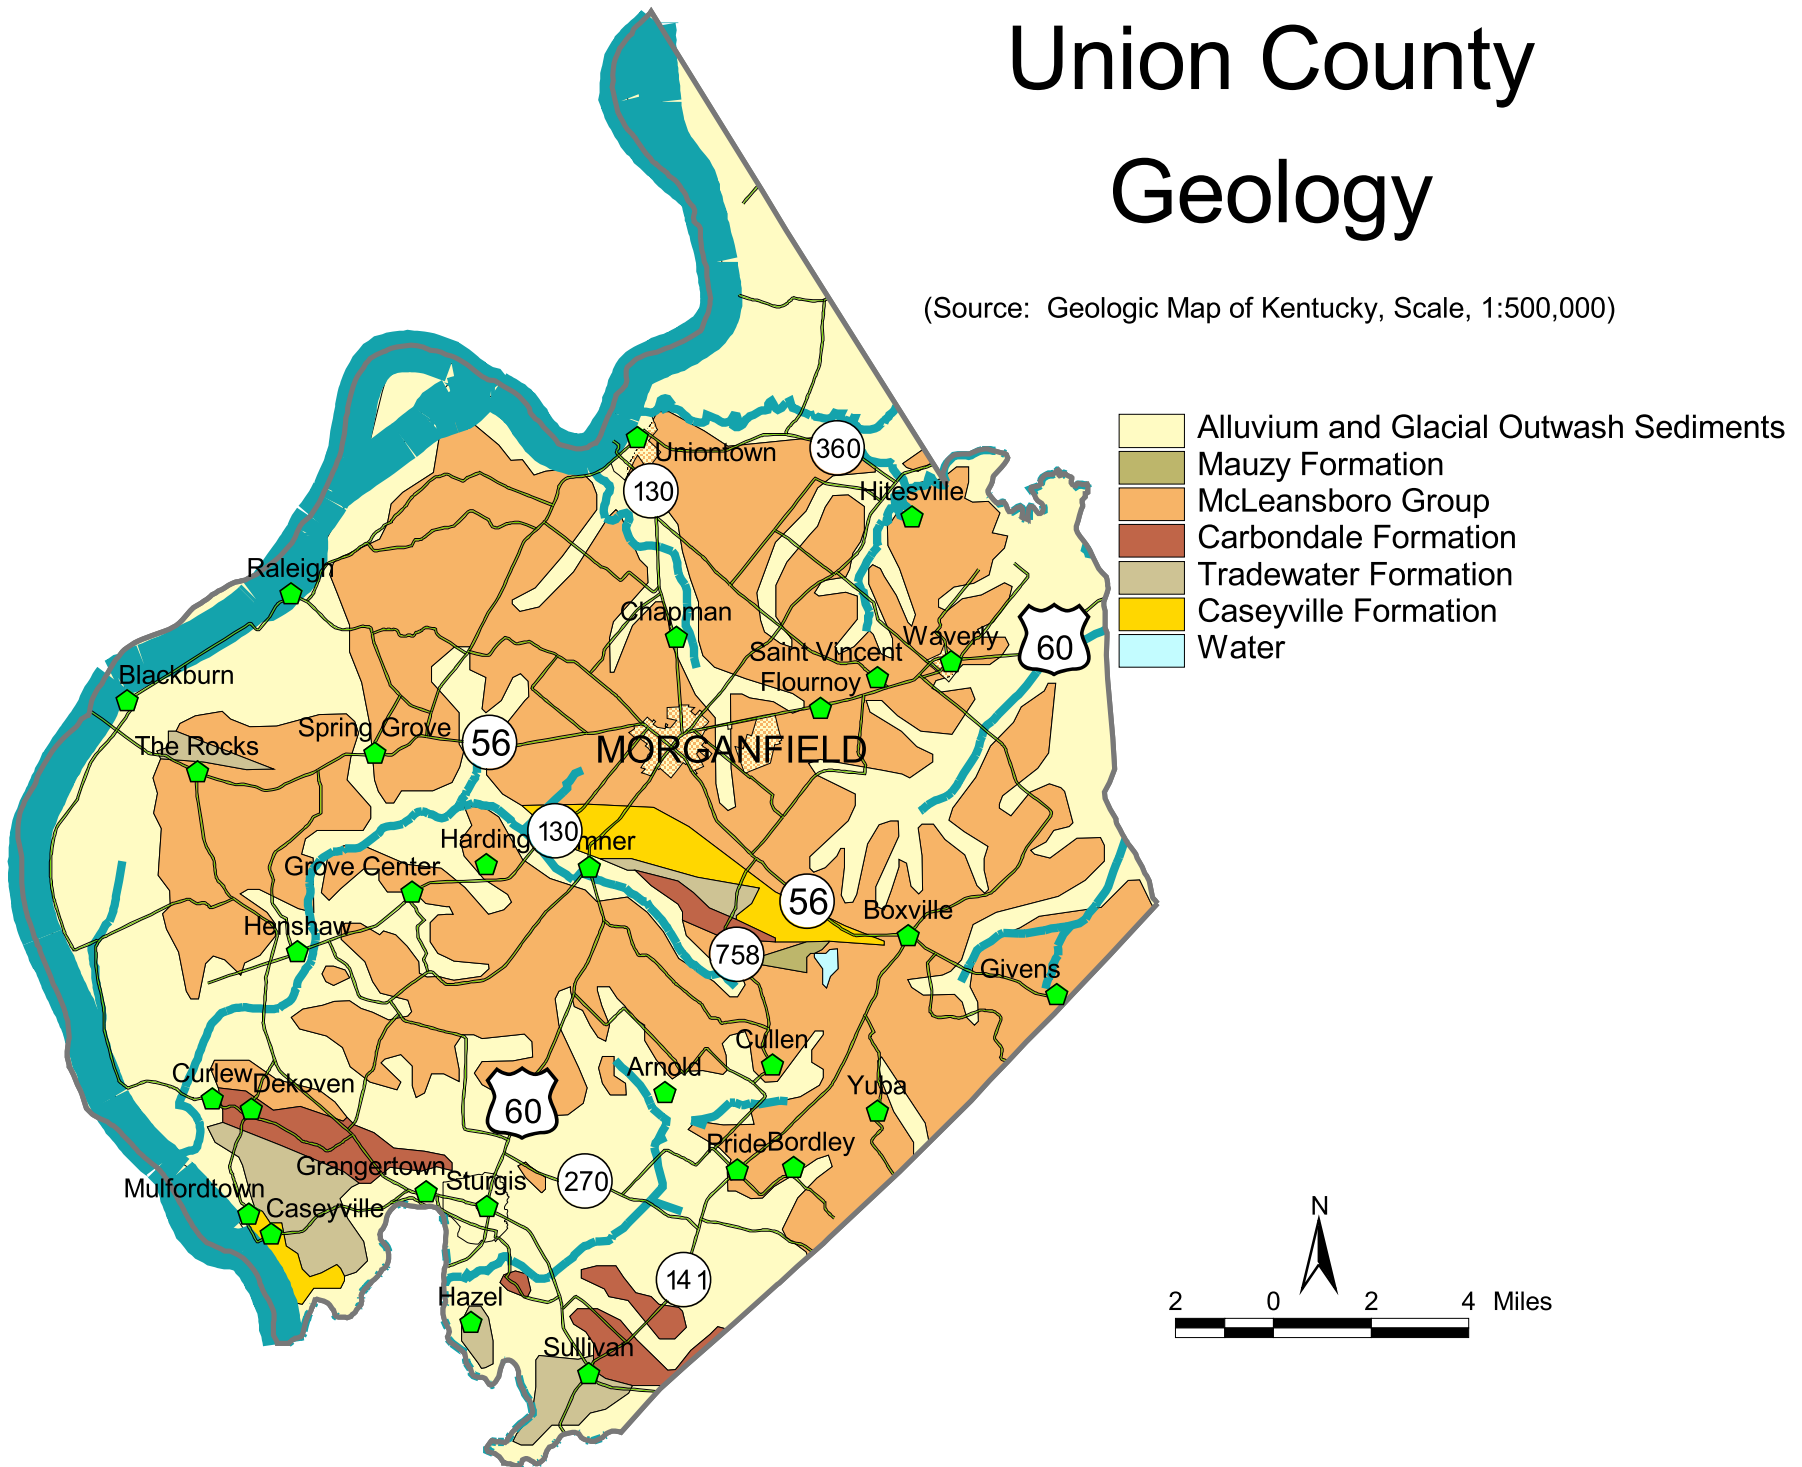 Union County
Geology
(Source: Geologic Map of Kentucky, Scale, 1:500,000)
Alluvium and Glacial Outwash Sediments
Mauzy Formation
McLeansboro Group
Carbondale Formation
Tradewater Formation
Caseyville Formation
Water
360
Uniontown
130
Hitesville
Raleigh
Chapman
Waverly
60
Saint Vincent
Blackburn
Flournoy
Spring Grove
56
The Rocks
MORGANFIELD
Harding
130
mner
Grove Center
56
Boxville
Henshaw
758
Givens
Cullen
Arnold
Curlew
Dekoven
Yuba
60
Pride
Bordley
Grangertown
Sturgis
270
Mulfordtown
Caseyville
14 1
Hazel
Sullivan
N
2 0 2 4 Miles